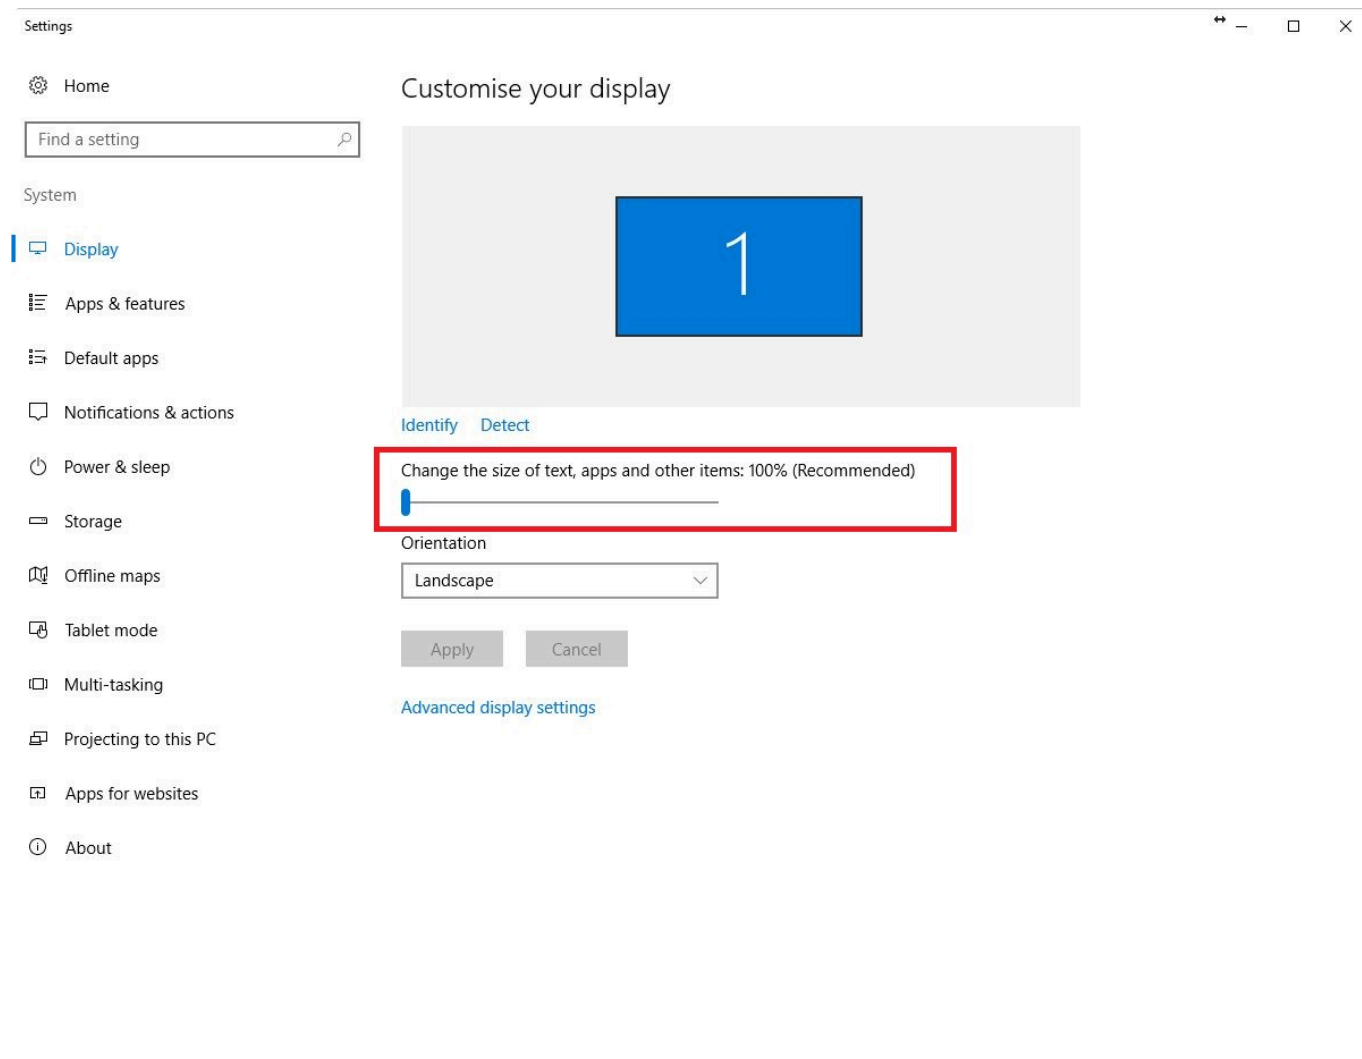 Settings
Home
Find a setting
System
Display
Apps & features
Default apps
Notifications & actions
Power & sleep
Storage
Offline maps
Tablet mode
Multi-tasking
Projecting to this PC
Apps for websites
About
Customise your display
1
Identify Detect
Change the size of text, apps and other items: 100% (Recommended)
Orientation
Landscape
Apply Cancel
Advanced display settings